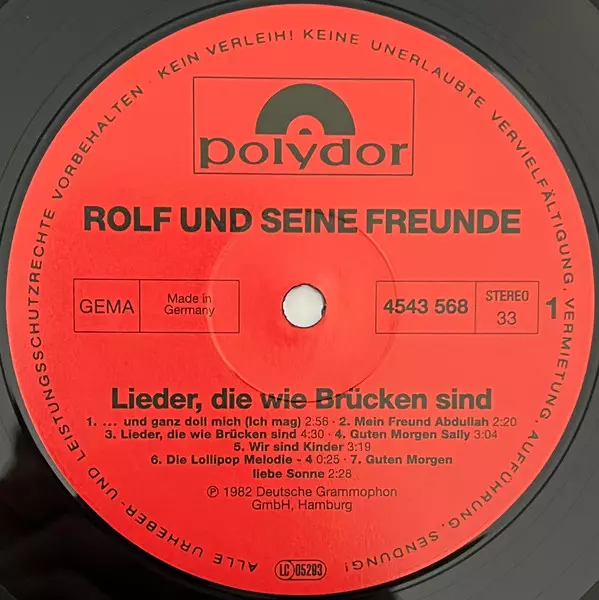 ALLE URHEBER- UND LEISTUNGSSCHUTZRECHTE VORBEHALTEN · KEIN VERLEIH! KEINE UNERLAUBTE VERVIELFÄLTIGUNG, VERMIETUNG, AUFFÜHRUNG, SENDUNG!
polydor
ROLF UND SEINE FREUNDE
GEMA
Made in
Germany
4543 568
STEREO
33
1
Lieder, die wie Brücken sind
1. ... und ganz doll mich (Ich mag) 2:56 · 2. Mein Freund Abdullah 2:20
3. Lieder, die wie Brücken sind 4:30 · 4. Guten Morgen Sally 3:04
5. Wir sind Kinder 3:19
6. Die Lollipop Melodie - 4 0:25 · 7. Guten Morgen
liebe Sonne 2:28
℗ 1982 Deutsche Grammophon
GmbH, Hamburg
LC 05283